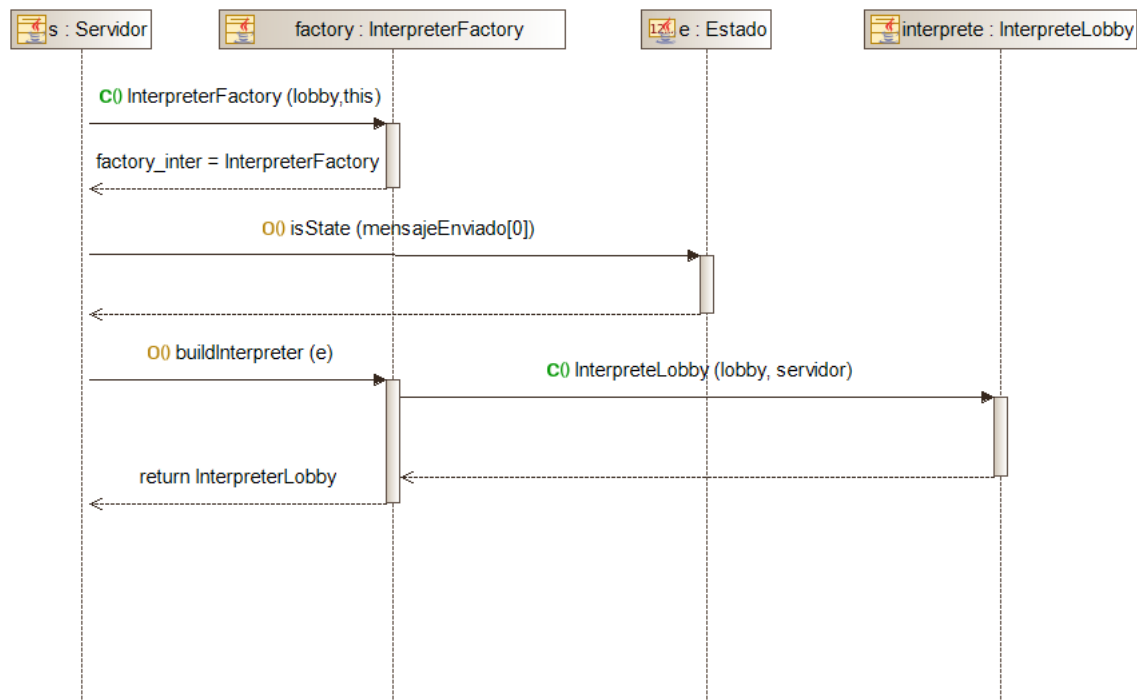 s : Servidor
factory : InterpreterFactory
e : Estado
interprete : InterpreteLobby
C() InterpreterFactory (lobby,this)
factory_inter = InterpreterFactory
O() isState (mensajeEnviado[0])
O() buildInterpreter (e)
C() InterpreteLobby (lobby, servidor)
return InterpreterLobby